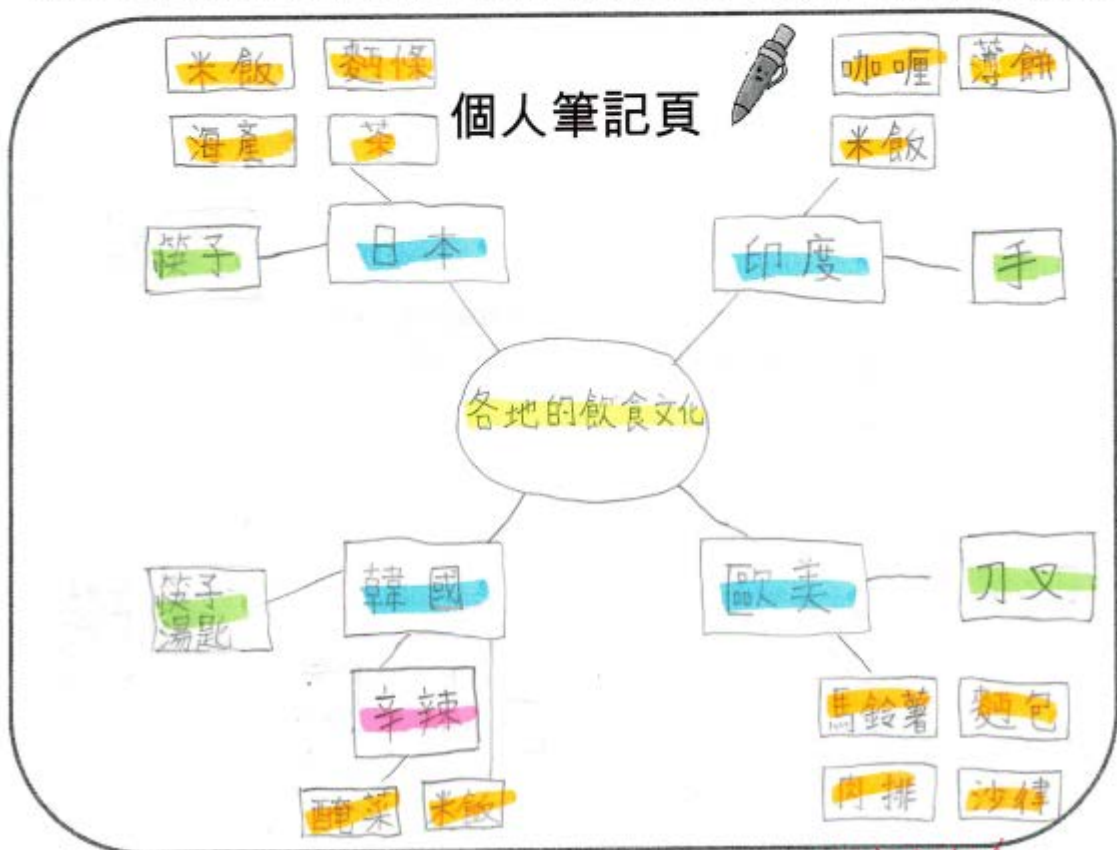 米飯
麵條
海產
茶
個人筆記頁
咖喱
薄餅
米飯
筷子
日本
印度
手
各地的飲食文化
筷子
湯匙
韓國
歐美
刀叉
辛辣
醃菜
米飯
馬鈴薯
麵包
肉排
沙律